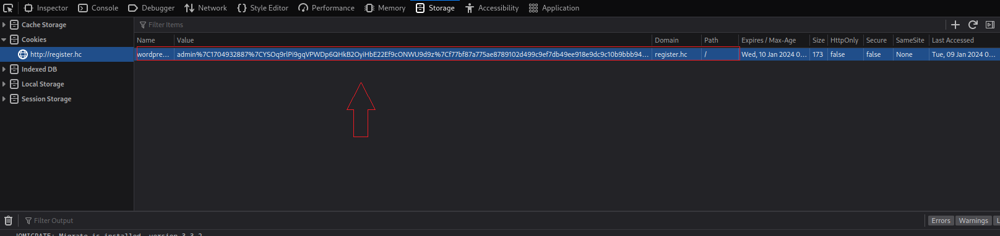 Inspector Console Debugger Network Style Editor Performance Memory Storage Accessibility Application
Cache Storage
Filter Items
Cookies
Name Value Domain Path Expires / Max-Age Size HttpOnly Secure SameSite Last Accessed
http://register.hc
wordpre... admin%7C1704932887%7CYSOq9rlPi9gqVPWDp6QHkB2OyiHbE22Ef9cONWU9d9z%7Cf77bf87a775ae8789102d499c9ef7db49ee918e9dc9c10b9bbb94... register.hc / Wed, 10 Jan 2024 0... 173 false false None Tue, 09 Jan 2024 0...
Indexed DB
Local Storage
Session Storage
Filter Output
Errors Warnings L
JQMIGRATE: Migrate is installed, version 3.3.2